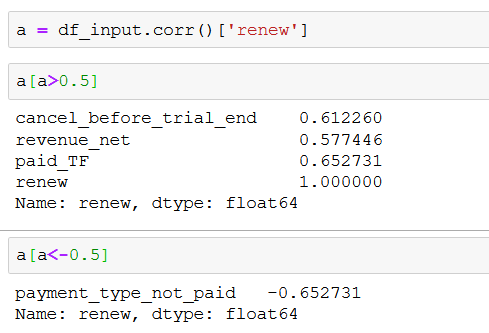 a = df_input.corr()['renew']
a[a>0.5]
cancel_before_trial_end    0.612260
revenue_net                0.577446
paid_TF                    0.652731
renew                      1.000000
Name: renew, dtype: float64
a[a<-0.5]
payment_type_not_paid   -0.652731
Name: renew, dtype: float64